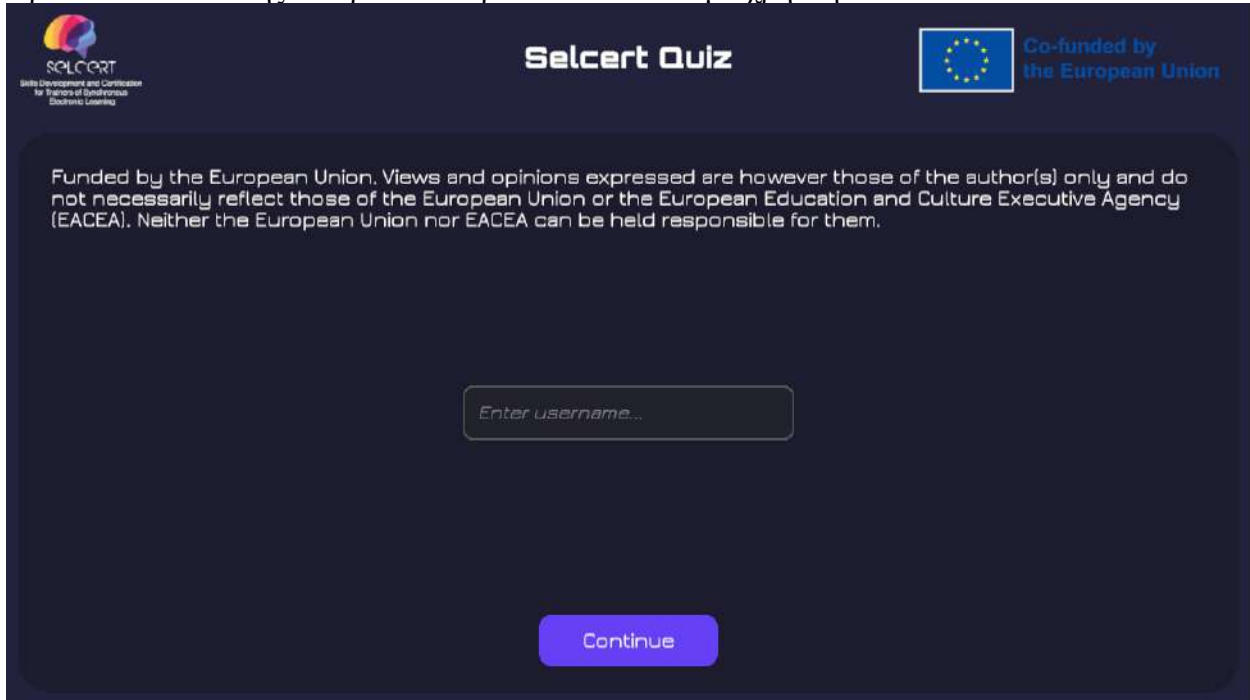 SELCERT
Skills Development and Certification
for Trainers of Synchronous
Electronic Learning
Selcert Quiz
Co-funded by
the European Union
Funded by the European Union. Views and opinions expressed are however those of the author(s) only and do
not necessarily reflect those of the European Union or the European Education and Culture Executive Agency
(EACEA). Neither the European Union nor EACEA can be held responsible for them.
Enter username...
Continue